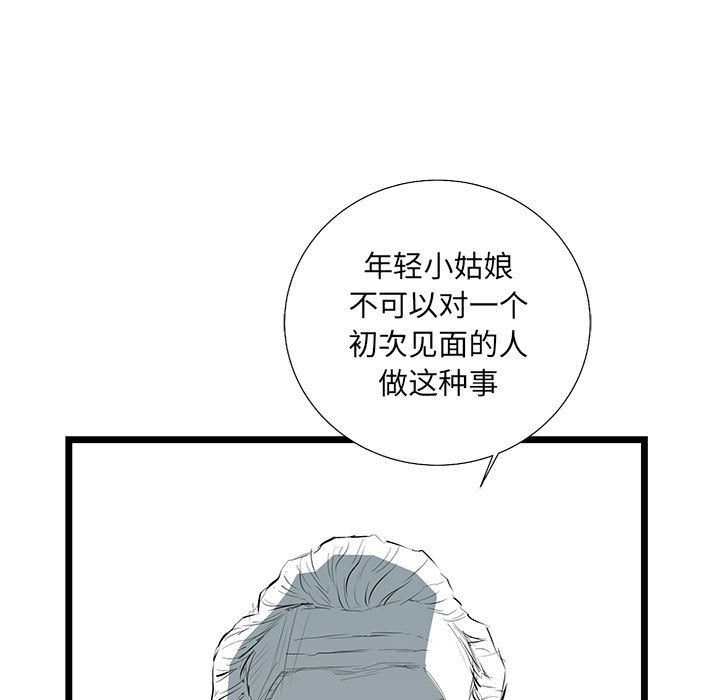 年轻小姑娘
不可以对一个
初次见面的人
做这种事